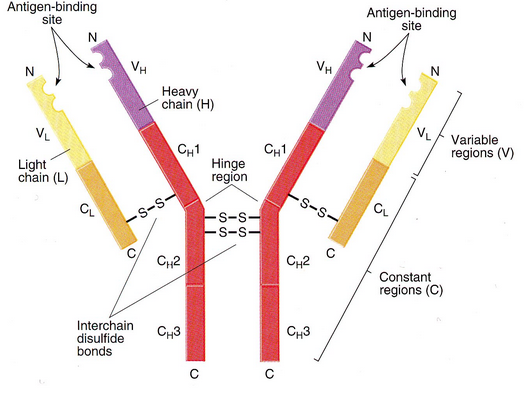 Antigen-binding
site
Antigen-binding
site
N
N
N
N
VH
VH
Heavy
chain (H)
VL
VL
Variable
regions (V)
Light
chain (L)
CH1
CH1
Hinge
region
CL
CL
S-S
S-S
S-S
S-S
C
C
CH2
CH2
Constant
regions (C)
Interchain
disulfide
bonds
CH3
CH3
C
C